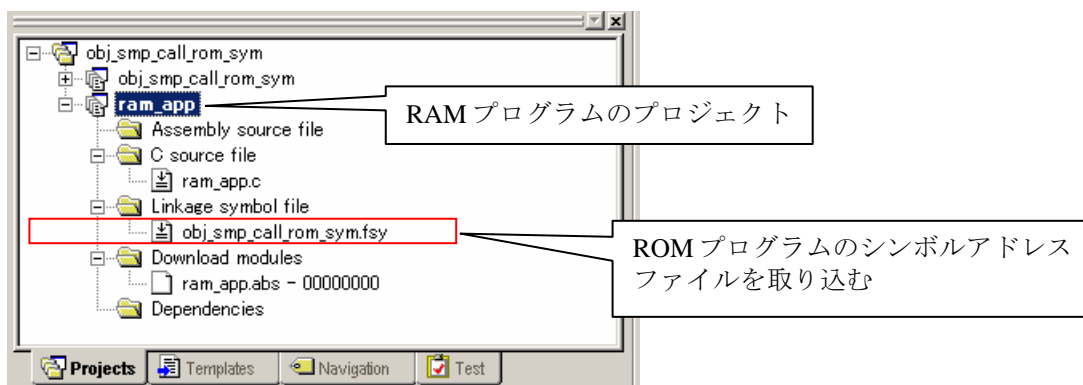 obj_smp_call_rom_sym
obj_smp_call_rom_sym
ram_app
RAMプログラムのプロジェクト
Assembly source file
C source file
ram_app.c
Linkage symbol file
obj_smp_call_rom_sym.fsy
ROMプログラムのシンボルアドレス
ファイルを取り込む
Download modules
ram_app.abs - 00000000
Dependencies
Projects Templates Navigation Test